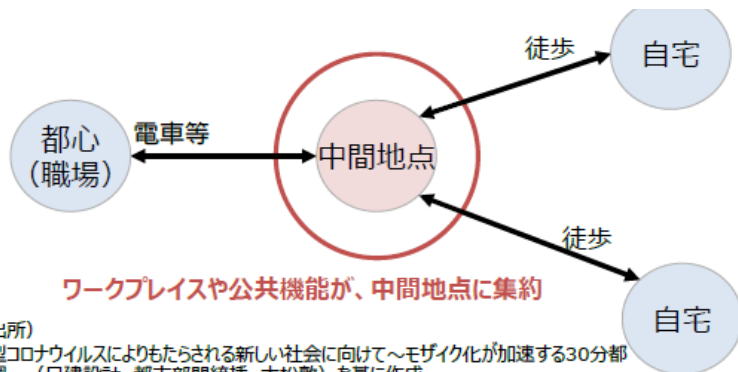 徒歩
自宅
都心
(職場)
電車等
中間地点
徒歩
自宅
ワークプレイスや公共機能が、中間地点に集約
出所)
型コロナウイルスによりもたらされる新しい社会に向けて~モザイク化が加速する30分都